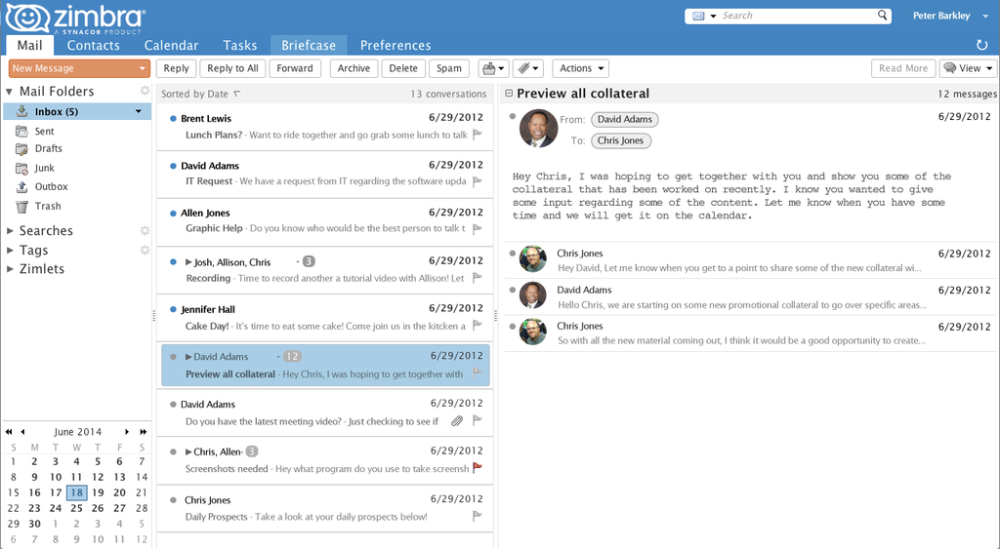 zimbra
A SYNACOR PRODUCT
Search
Peter Barkley
Mail Contacts Calendar Tasks Briefcase Preferences
New Message
Reply Reply to All Forward Archive Delete Spam Actions Read More View
Mail Folders
Inbox (5)
Sent
Drafts
Junk
Outbox
Trash
Searches
Tags
Zimlets
June 2014
S M T W T F S
1 2 3 4 5 6 7
8 9 10 11 12 13 14
15 16 17 18 19 20 21
22 23 24 25 26 27 28
29 30 1 2 3 4 5
6 7 8 9 10 11 12
Sorted by Date 13 conversations
Brent Lewis 6/29/2012
Lunch Plans? - Want to ride together and go grab some lunch to talk
David Adams 6/29/2012
IT Request - We have a request from IT regarding the software upda
Allen Jones 6/29/2012
Graphic Help - Do you know who would be the best person to talk t
Josh, Allison, Chris - 3 6/29/2012
Recording - Time to record another a tutorial video with Allison! Let
Jennifer Hall 6/29/2012
Cake Day! - It's time to eat some cake! Come join us in the kitcken a
David Adams - 12 6/29/2012
Preview all collateral - Hey Chris, I was hoping to get together with
David Adams 6/29/2012
Do you have the latest meeting video? - Just checking to see if
Chris, Allen- 3 6/29/2012
Screenshots needed - Hey what program do you use to take screensh
Chris Jones 6/29/2012
Daily Prospects - Take a look at your daily prospects below!
Preview all collateral 12 messages
From: David Adams 6/29/2012
To: Chris Jones
Hey Chris, I was hoping to get together with you and show you some of the
collateral that has been worked on recently. I know you wanted to give
some input regarding some of the content. Let me know when you have some
time and we will get it on the calendar.
Chris Jones 6/29/2012
Hey David, Let me know when you get to a point to share some of the new collateral wi...
David Adams 6/29/2012
Hello Chris, we are starting on some new promotional collateral to go over specific areas...
Chris Jones 6/29/2012
So with all the new material coming out, I think it would be a good opportunity to create...